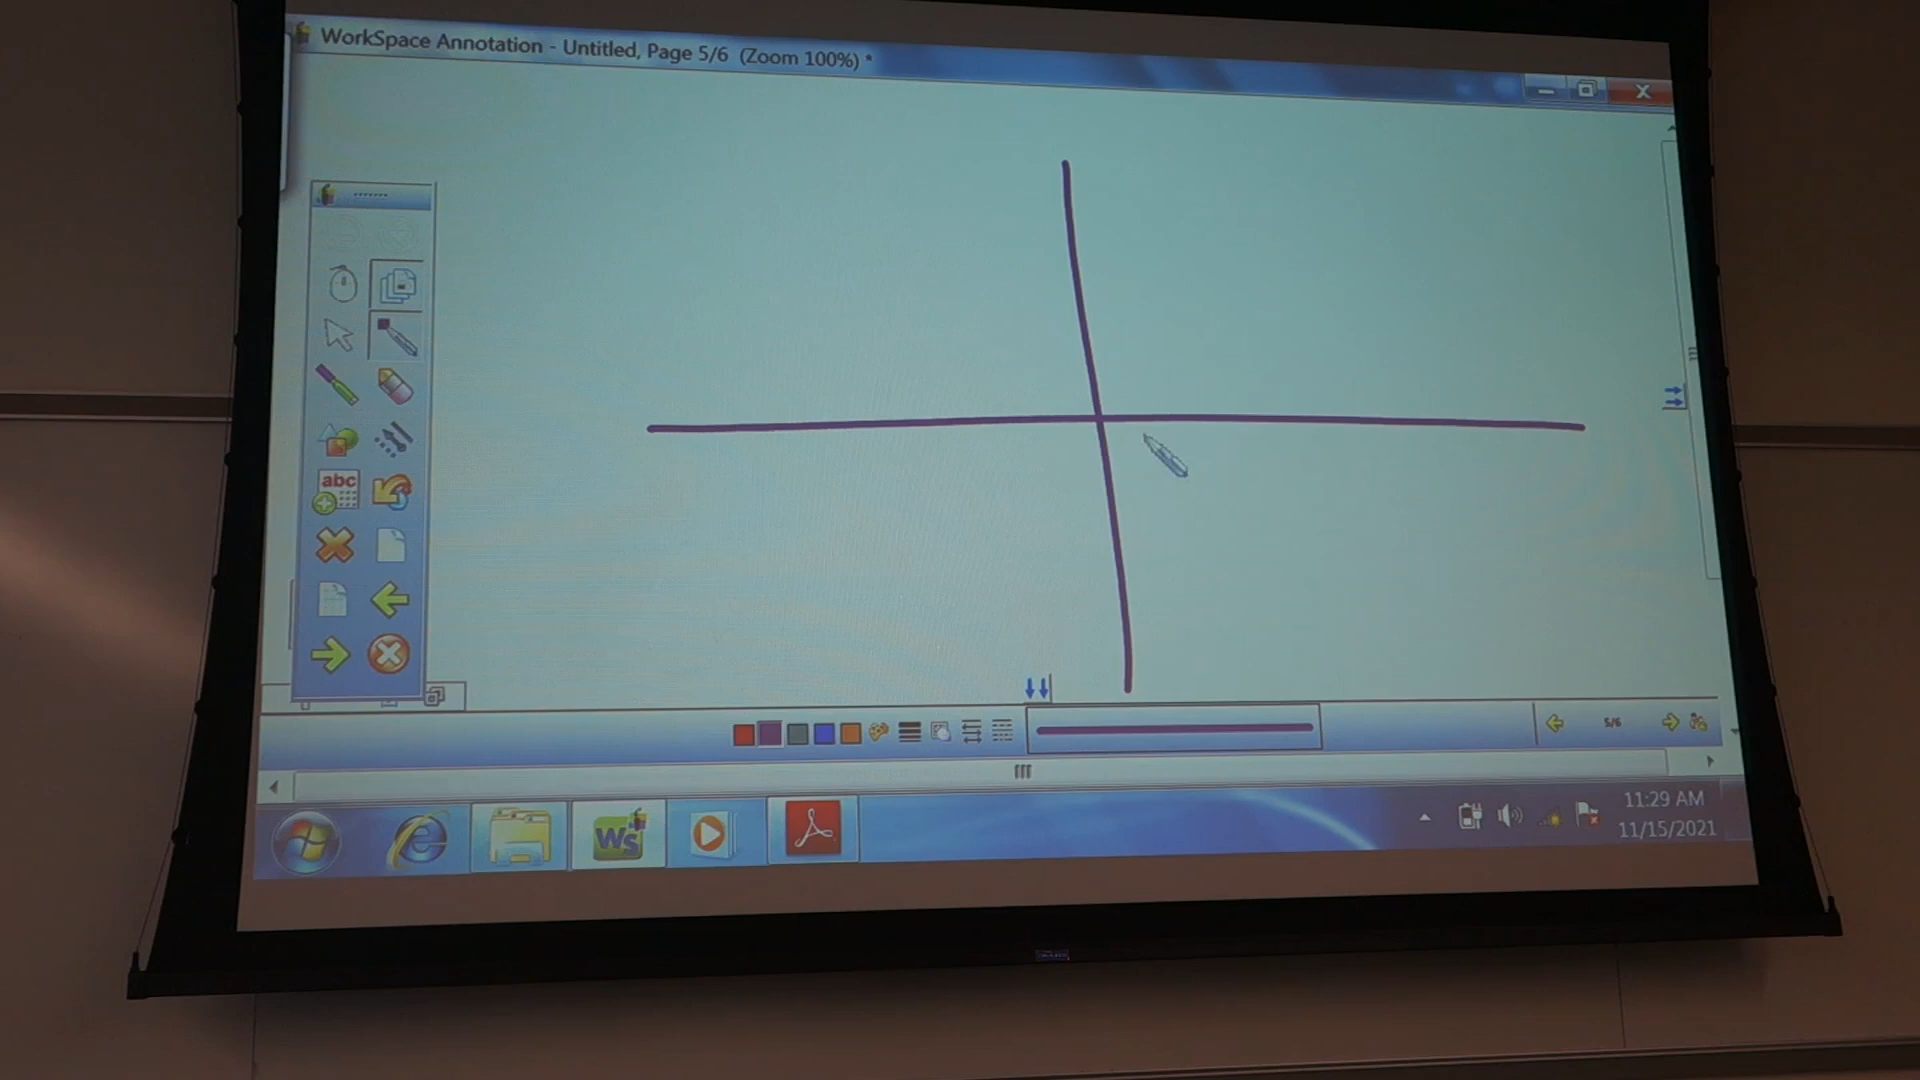 WorkSpace Annotation - Untitled, Page 5/6 (Zoom 100%) *
abc
5/6
WS
11:29 AM
11/15/2021